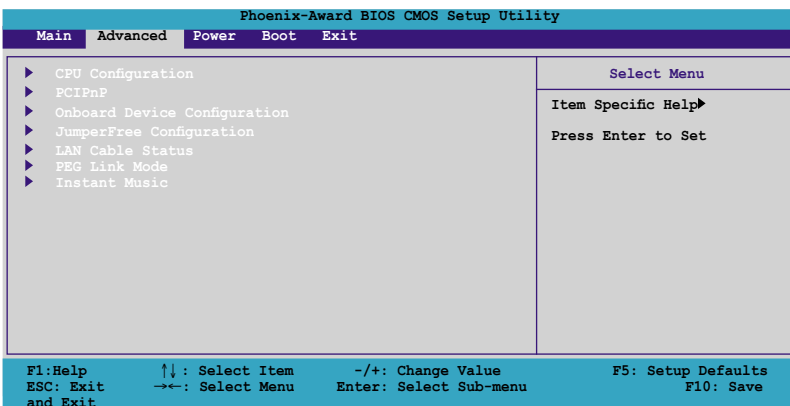 Phoenix-Award BIOS CMOS Setup Utility
Main Advanced Power Boot Exit
CPU Configuration
PCIPnP
Onboard Device Configuration
JumperFree Configuration
LAN Cable Status
PEG Link Mode
Instant Music
Select Menu
Item Specific Help
Press Enter to Set
F1:Help ↑↓: Select Item -/+: Change Value F5: Setup Defaults
ESC: Exit →←: Select Menu Enter: Select Sub-menu F10: Save
and Exit